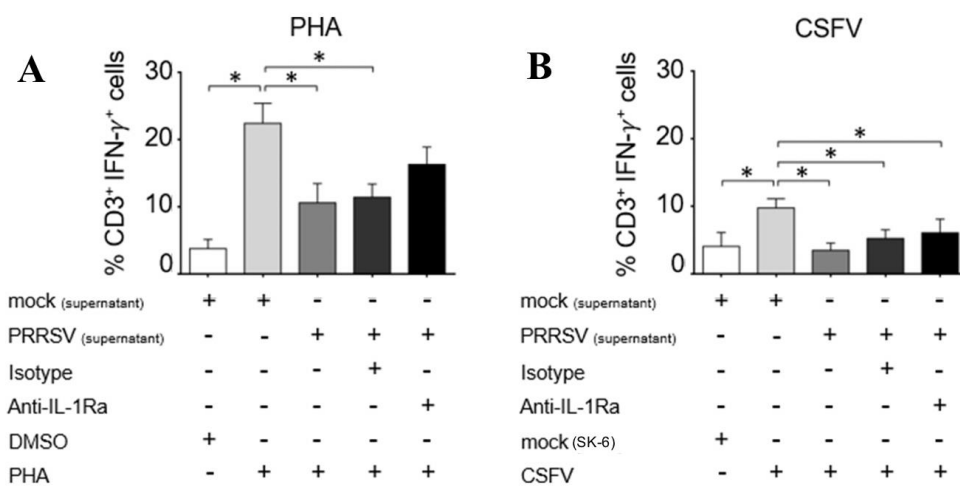 A
PHA
% CD3+ IFN-γ+ cells
30
20
10
0
* * *
mock (supernatant) + + - - -
PRRSV (supernatant) - - + + +
Isotype - - - + -
Anti-IL-1Ra - - - - +
DMSO + - - - -
PHA - + + + +
B
CSFV
% CD3+ IFN-γ+ cells
30
20
10
0
* * * *
mock (supernatant) + + - - -
PRRSV (supernatant) - - + + +
Isotype - - - + -
Anti-IL-1Ra - - - - +
mock (SK-6) + - - - -
CSFV - + + + +